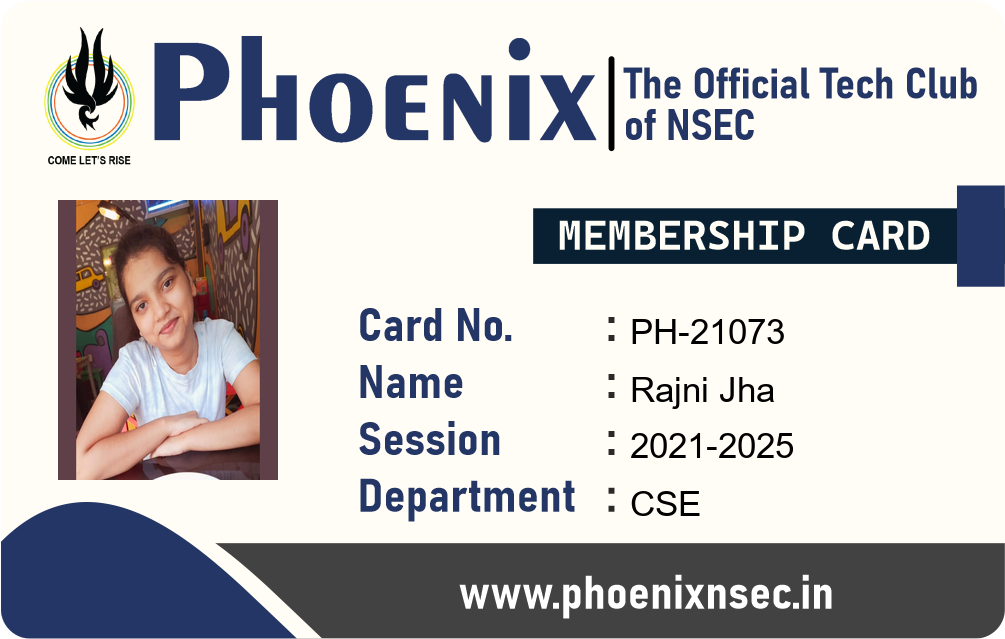 COME LET'S RISE
PHOENIX
The Official Tech Club
of NSEC
MEMBERSHIP CARD
Card No. : PH-21073
Name : Rajni Jha
Session : 2021-2025
Department : CSE
www.phoenixnsec.in